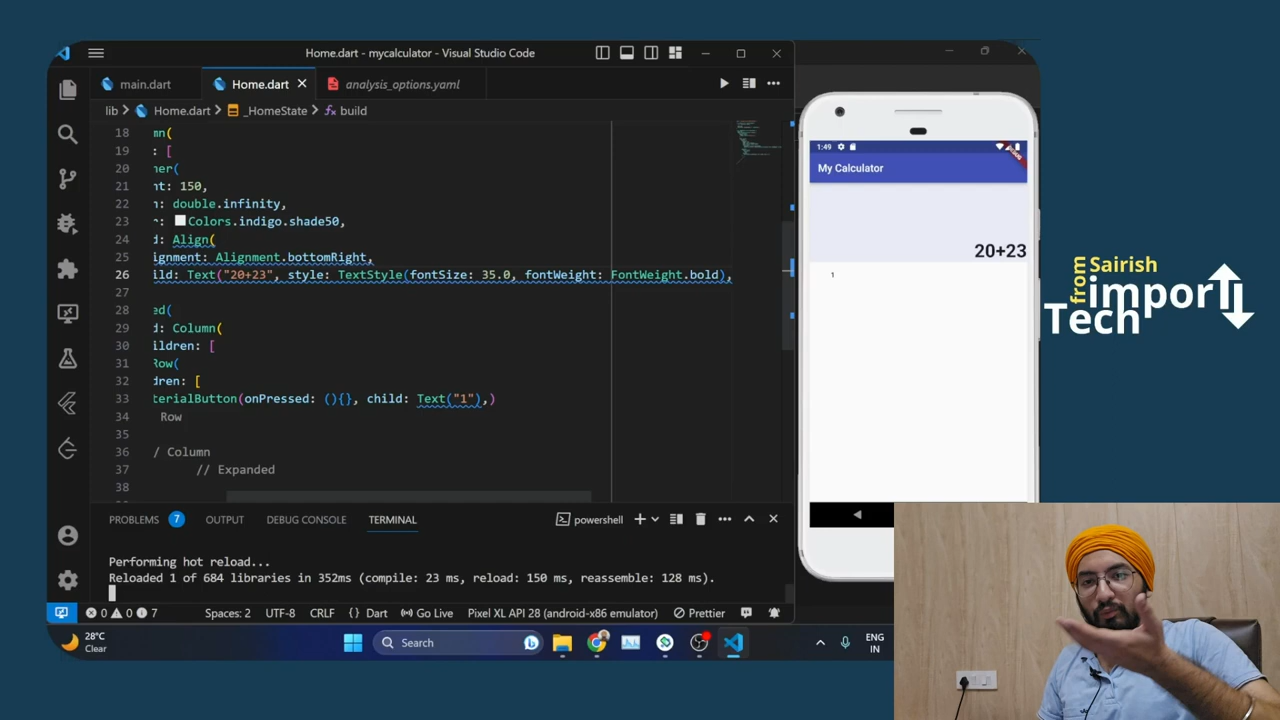 Home.dart - mycalculator - Visual Studio Code
main.dart
Home.dart
analysis_options.yaml
lib > Home.dart > _HomeState > build
18 mn(
19 : [
20 ner(
21 nt: 150,
22 n: double.infinity,
23 r: Colors.indigo.shade50,
24 d: Align(
25 ignment: Alignment.bottomRight,
26 ild: Text("20+23", style: TextStyle(fontSize: 35.0, fontWeight: FontWeight.bold),
27
28 ed(
29 d: Column(
30 ildren: [
31 Row(
32 dren: [
33 terialButton(onPressed: (){}, child: Text("1"),)
34 Row
35
36 / Column
37 // Expanded
38
PROBLEMS 7 OUTPUT DEBUG CONSOLE TERMINAL
powershell
Performing hot reload...
Reloaded 1 of 684 libraries in 352ms (compile: 23 ms, reload: 150 ms, reassemble: 128 ms).
0 0 7 Spaces: 2 UTF-8 CRLF {} Dart Go Live Pixel XL API 28 (android-x86 emulator) Prettier
28°C
Clear
Search
ENG
IN
1:49
My Calculator
20+23
1
from Sairish
import
Tech